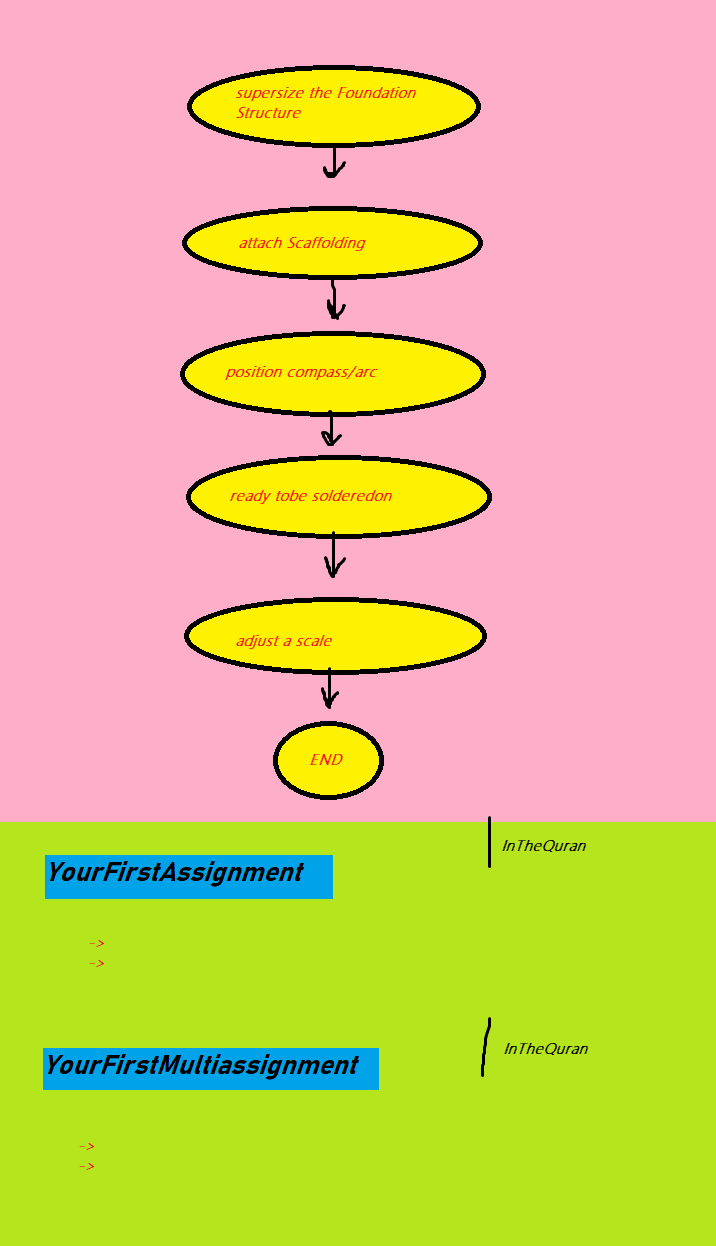 supersize the Foundation
Structure
attach Scaffolding
position compass/arc
ready tobe solderedon
adjust a scale
END
InTheQuran
YourFirstAssignment
->
->
InTheQuran
YourFirstMultiassignment
->
->